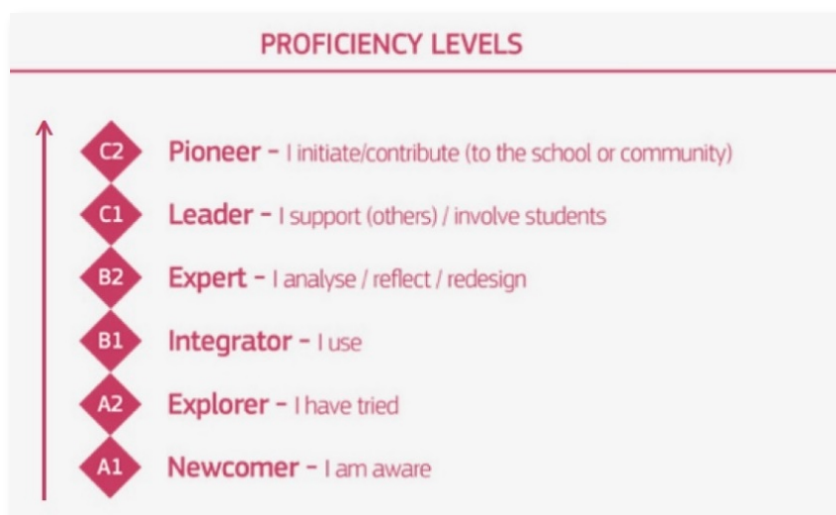 PROFICIENCY LEVELS
C2 Pioneer – I initiate/contribute (to the school or community)
C1 Leader – I support (others) / involve students
B2 Expert – I analyse / reflect / redesign
B1 Integrator – I use
A2 Explorer – I have tried
A1 Newcomer – I am aware